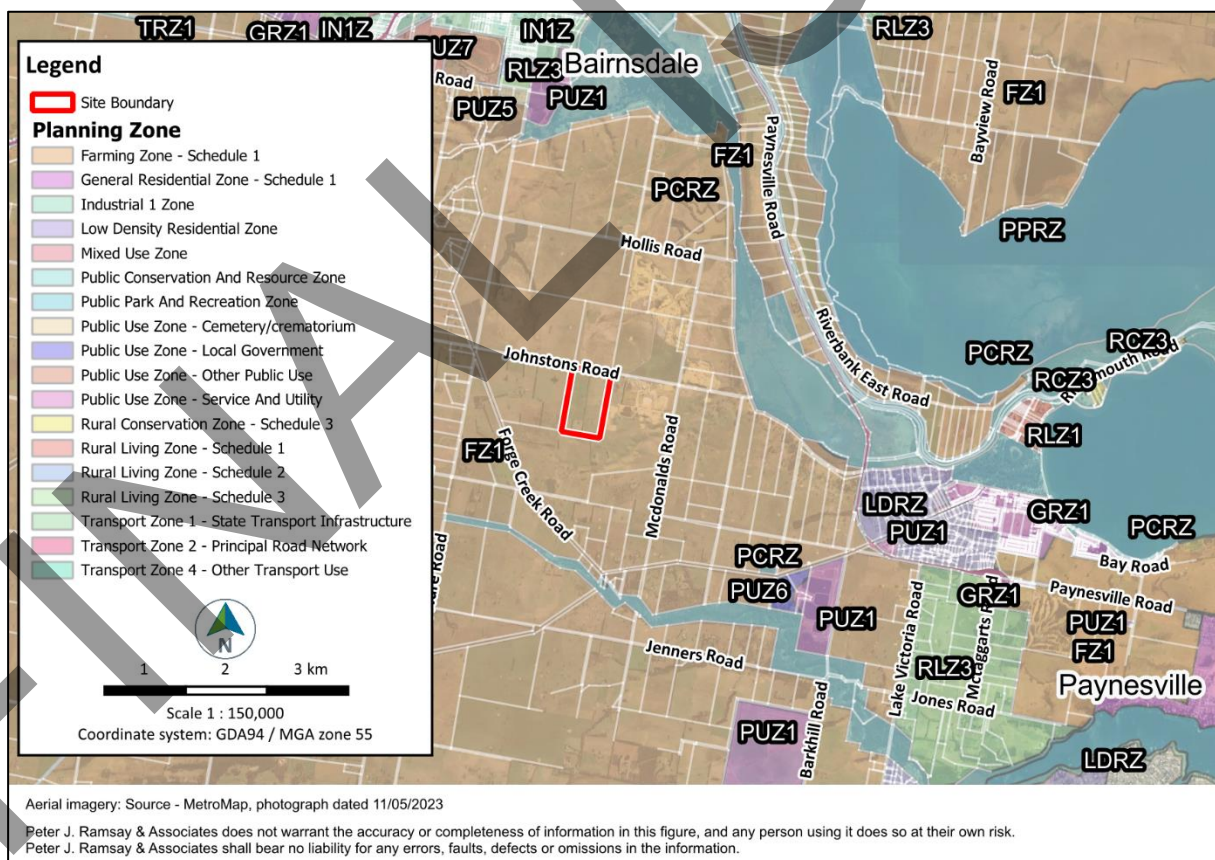 TRZ1
GRZ1
IN1Z
IN1Z
RLZ3
UZ7
RLZ3
Bairnsdale
Road
PUZ5
PUZ1
Bayview Road
FZ1
Legend
Site Boundary
Planning Zone
Farming Zone - Schedule 1
General Residential Zone - Schedule 1
Industrial 1 Zone
Low Density Residential Zone
Mixed Use Zone
Public Conservation And Resource Zone
Public Park And Recreation Zone
Public Use Zone - Cemetery/crematorium
Public Use Zone - Local Government
Public Use Zone - Other Public Use
Public Use Zone - Service And Utility
Rural Conservation Zone - Schedule 3
Rural Living Zone - Schedule 1
Rural Living Zone - Schedule 2
Rural Living Zone - Schedule 3
Transport Zone 1 - State Transport Infrastructure
Transport Zone 2 - Principal Road Network
Transport Zone 4 - Other Transport Use
N
1 2 3 km
Scale 1 : 150,000
Coordinate system: GDA94 / MGA zone 55
FZ1
Paynesville Road
PCRZ
PPRZ
Hollis Road
Riverbank East Road
PCRZ
RCZ3
RCZ3
RLZ1
Johnstons Road
Mcdonalds Road
FZ1
Forge Creek Road
LDRZ
PUZ1
GRZ1
PCRZ
Bay Road
PCRZ
PUZ6
PUZ1
GRZ1
Paynesville Road
PUZ1
FZ1
Jenners Road
Lake Victoria Road
RLZ3
Mctaggarts Road
Jones Road
Paynesville
PUZ1
Barkhill Road
LDRZ
FINAL
Aerial imagery: Source - MetroMap, photograph dated 11/05/2023
Peter J. Ramsay & Associates does not warrant the accuracy or completeness of information in this figure, and any person using it does so at their own risk.
Peter J. Ramsay & Associates shall bear no liability for any errors, faults, defects or omissions in the information.